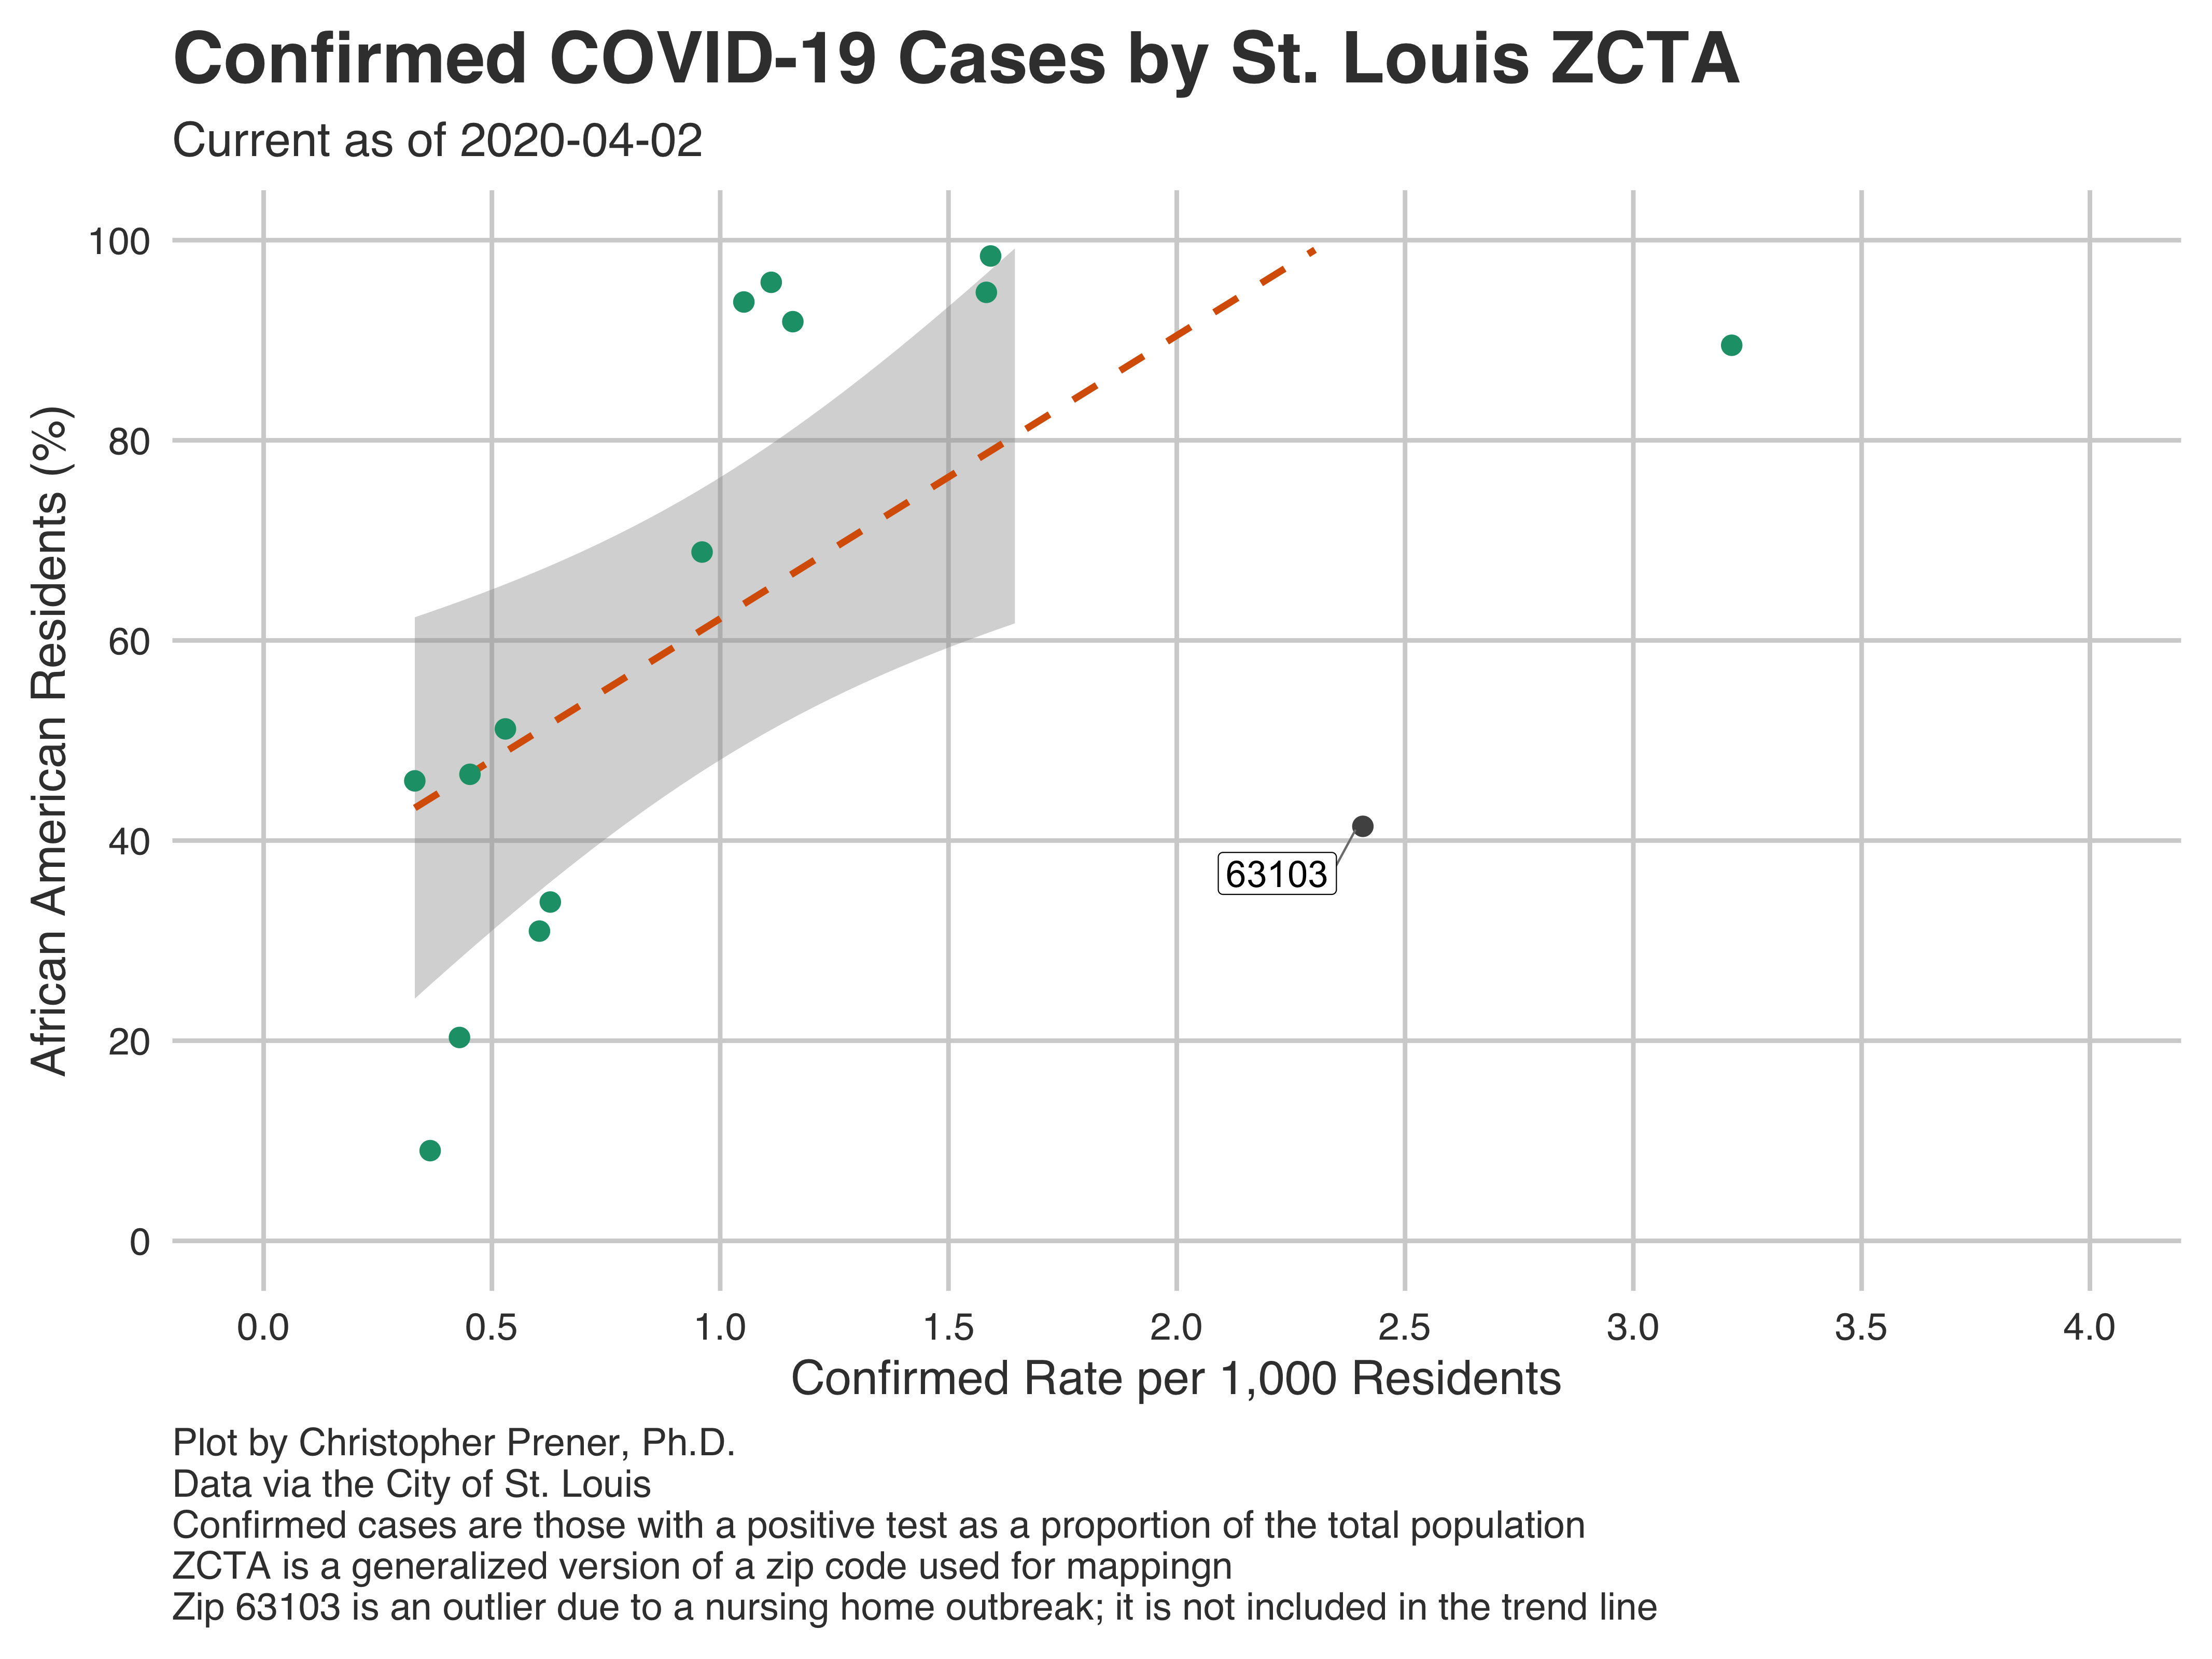 Confirmed COVID-19 Cases by St. Louis ZCTA
Current as of 2020-04-02
African American Residents (%)
100
80
60
40
20
0
63103
0.0 0.5 1.0 1.5 2.0 2.5 3.0 3.5 4.0
Confirmed Rate per 1,000 Residents
Plot by Christopher Prener, Ph.D.
Data via the City of St. Louis
Confirmed cases are those with a positive test as a proportion of the total population
ZCTA is a generalized version of a zip code used for mappingn
Zip 63103 is an outlier due to a nursing home outbreak; it is not included in the trend line